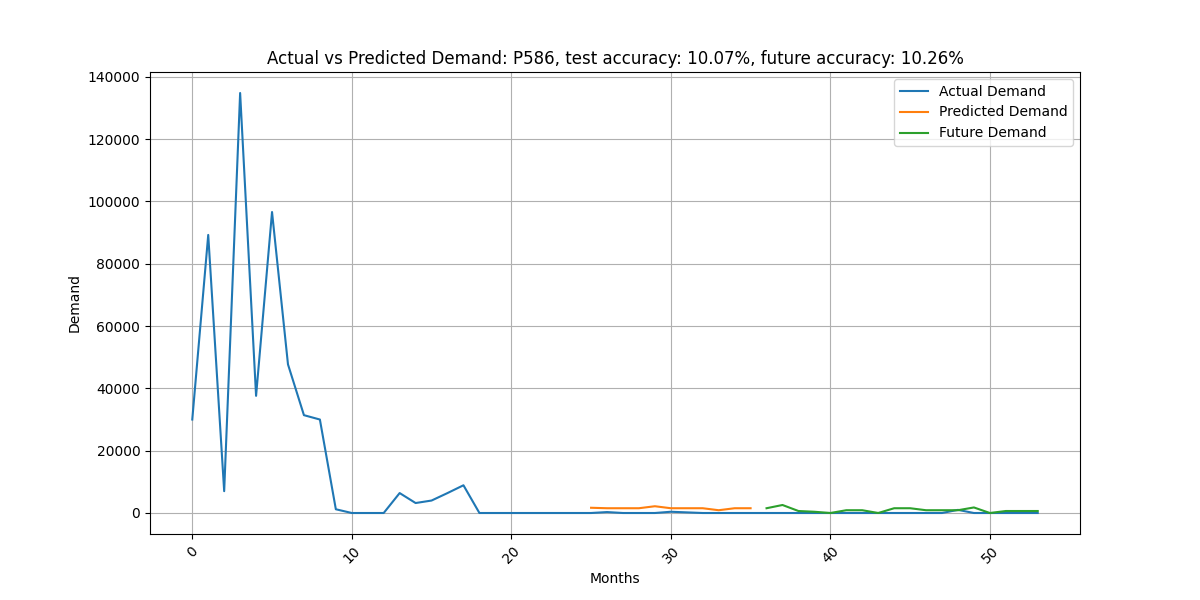 Actual vs Predicted Demand: P586, test accuracy: 10.07%, future accuracy: 10.26%
Actual Demand
Predicted Demand
Future Demand
140000
120000
100000
80000
60000
40000
20000
0
Demand
0
10
20
30
40
50
Months